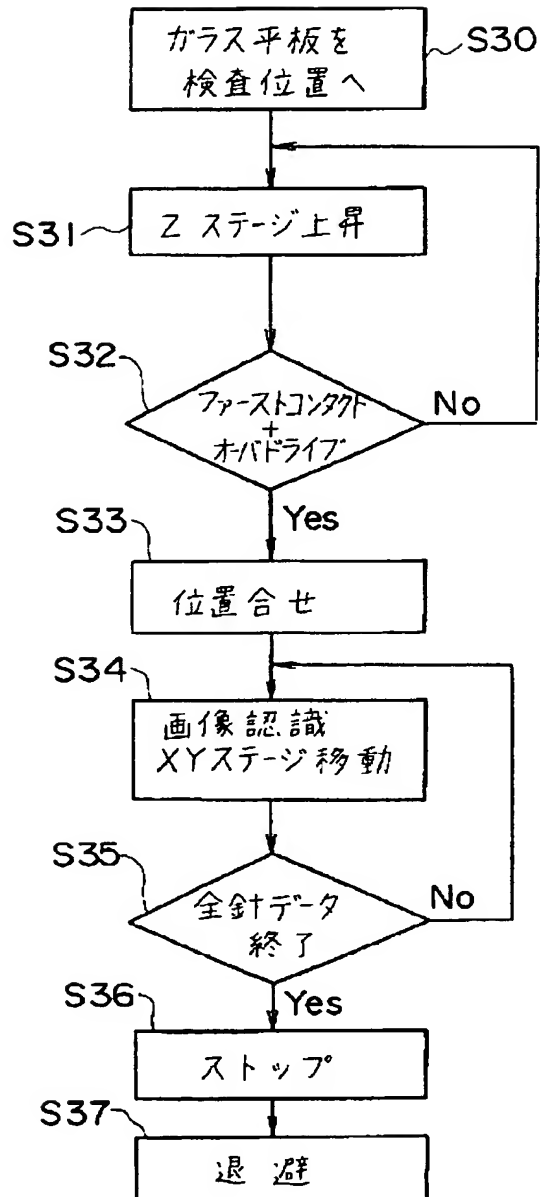 ガラス平板を
検査位置へ
S30
S31
Z ステージ上昇
S32
ファーストコンタクト
+
オーバドライブ
No
Yes
S33
位置合せ
S34
画像認識
XYステージ移動
S35
全針データ
終了
No
Yes
S36
ストップ
S37
退避